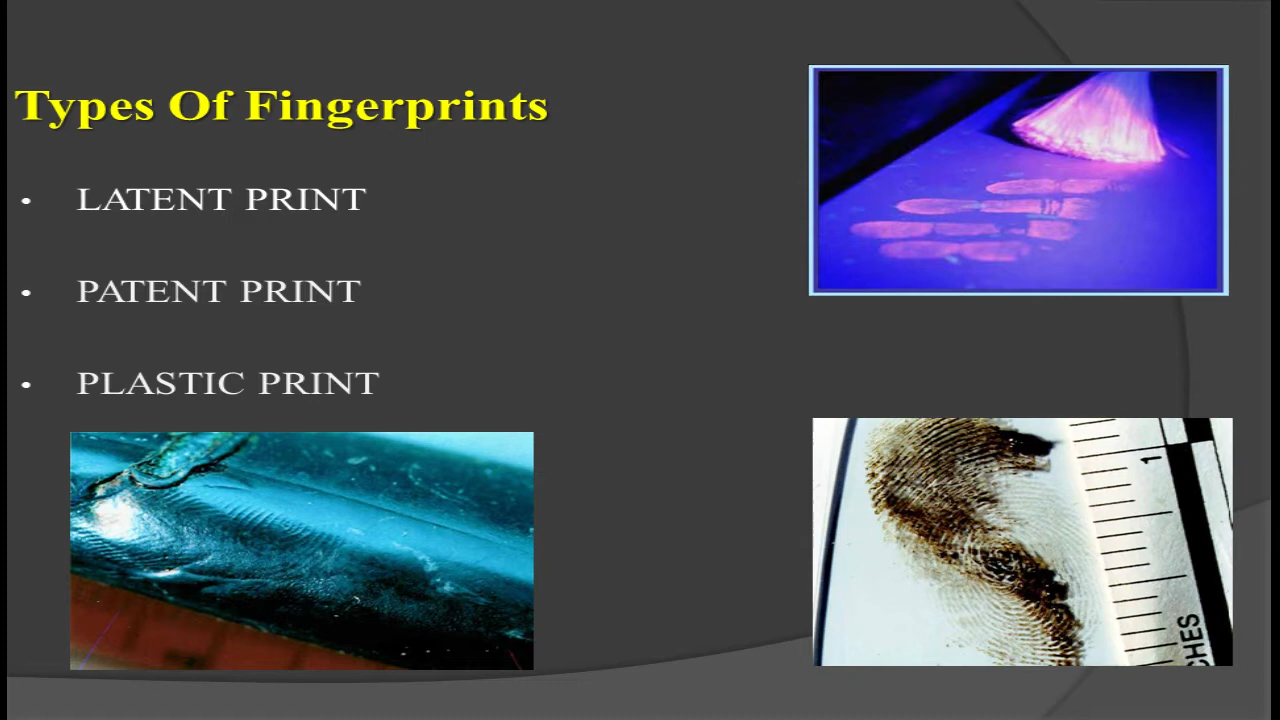 Types Of Fingerprints
• LATENT PRINT
• PATENT PRINT
• PLASTIC PRINT
1
CHES